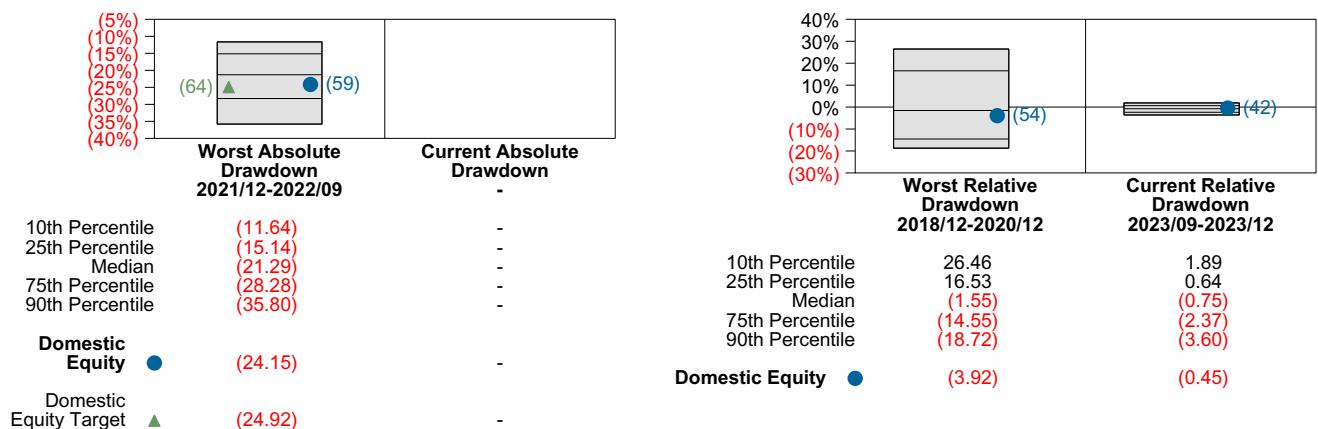 (5%)
(10%)
(15%)
(20%)
(25%)
(30%)
(35%)
(40%)
(64)
(59)
Worst Absolute
Drawdown
2021/12-2022/09
Current Absolute
Drawdown
-
10th Percentile (11.64) -
25th Percentile (15.14) -
Median (21.29) -
75th Percentile (28.28) -
90th Percentile (35.80) -
Domestic
Equity (24.15) -
Domestic
Equity Target (24.92) -
40%
30%
20%
10%
0%
(10%)
(20%)
(30%)
(54)
(42)
Worst Relative
Drawdown
2018/12-2020/12
Current Relative
Drawdown
2023/09-2023/12
10th Percentile 26.46 1.89
25th Percentile 16.53 0.64
Median (1.55) (0.75)
75th Percentile (14.55) (2.37)
90th Percentile (18.72) (3.60)
Domestic Equity (3.92) (0.45)